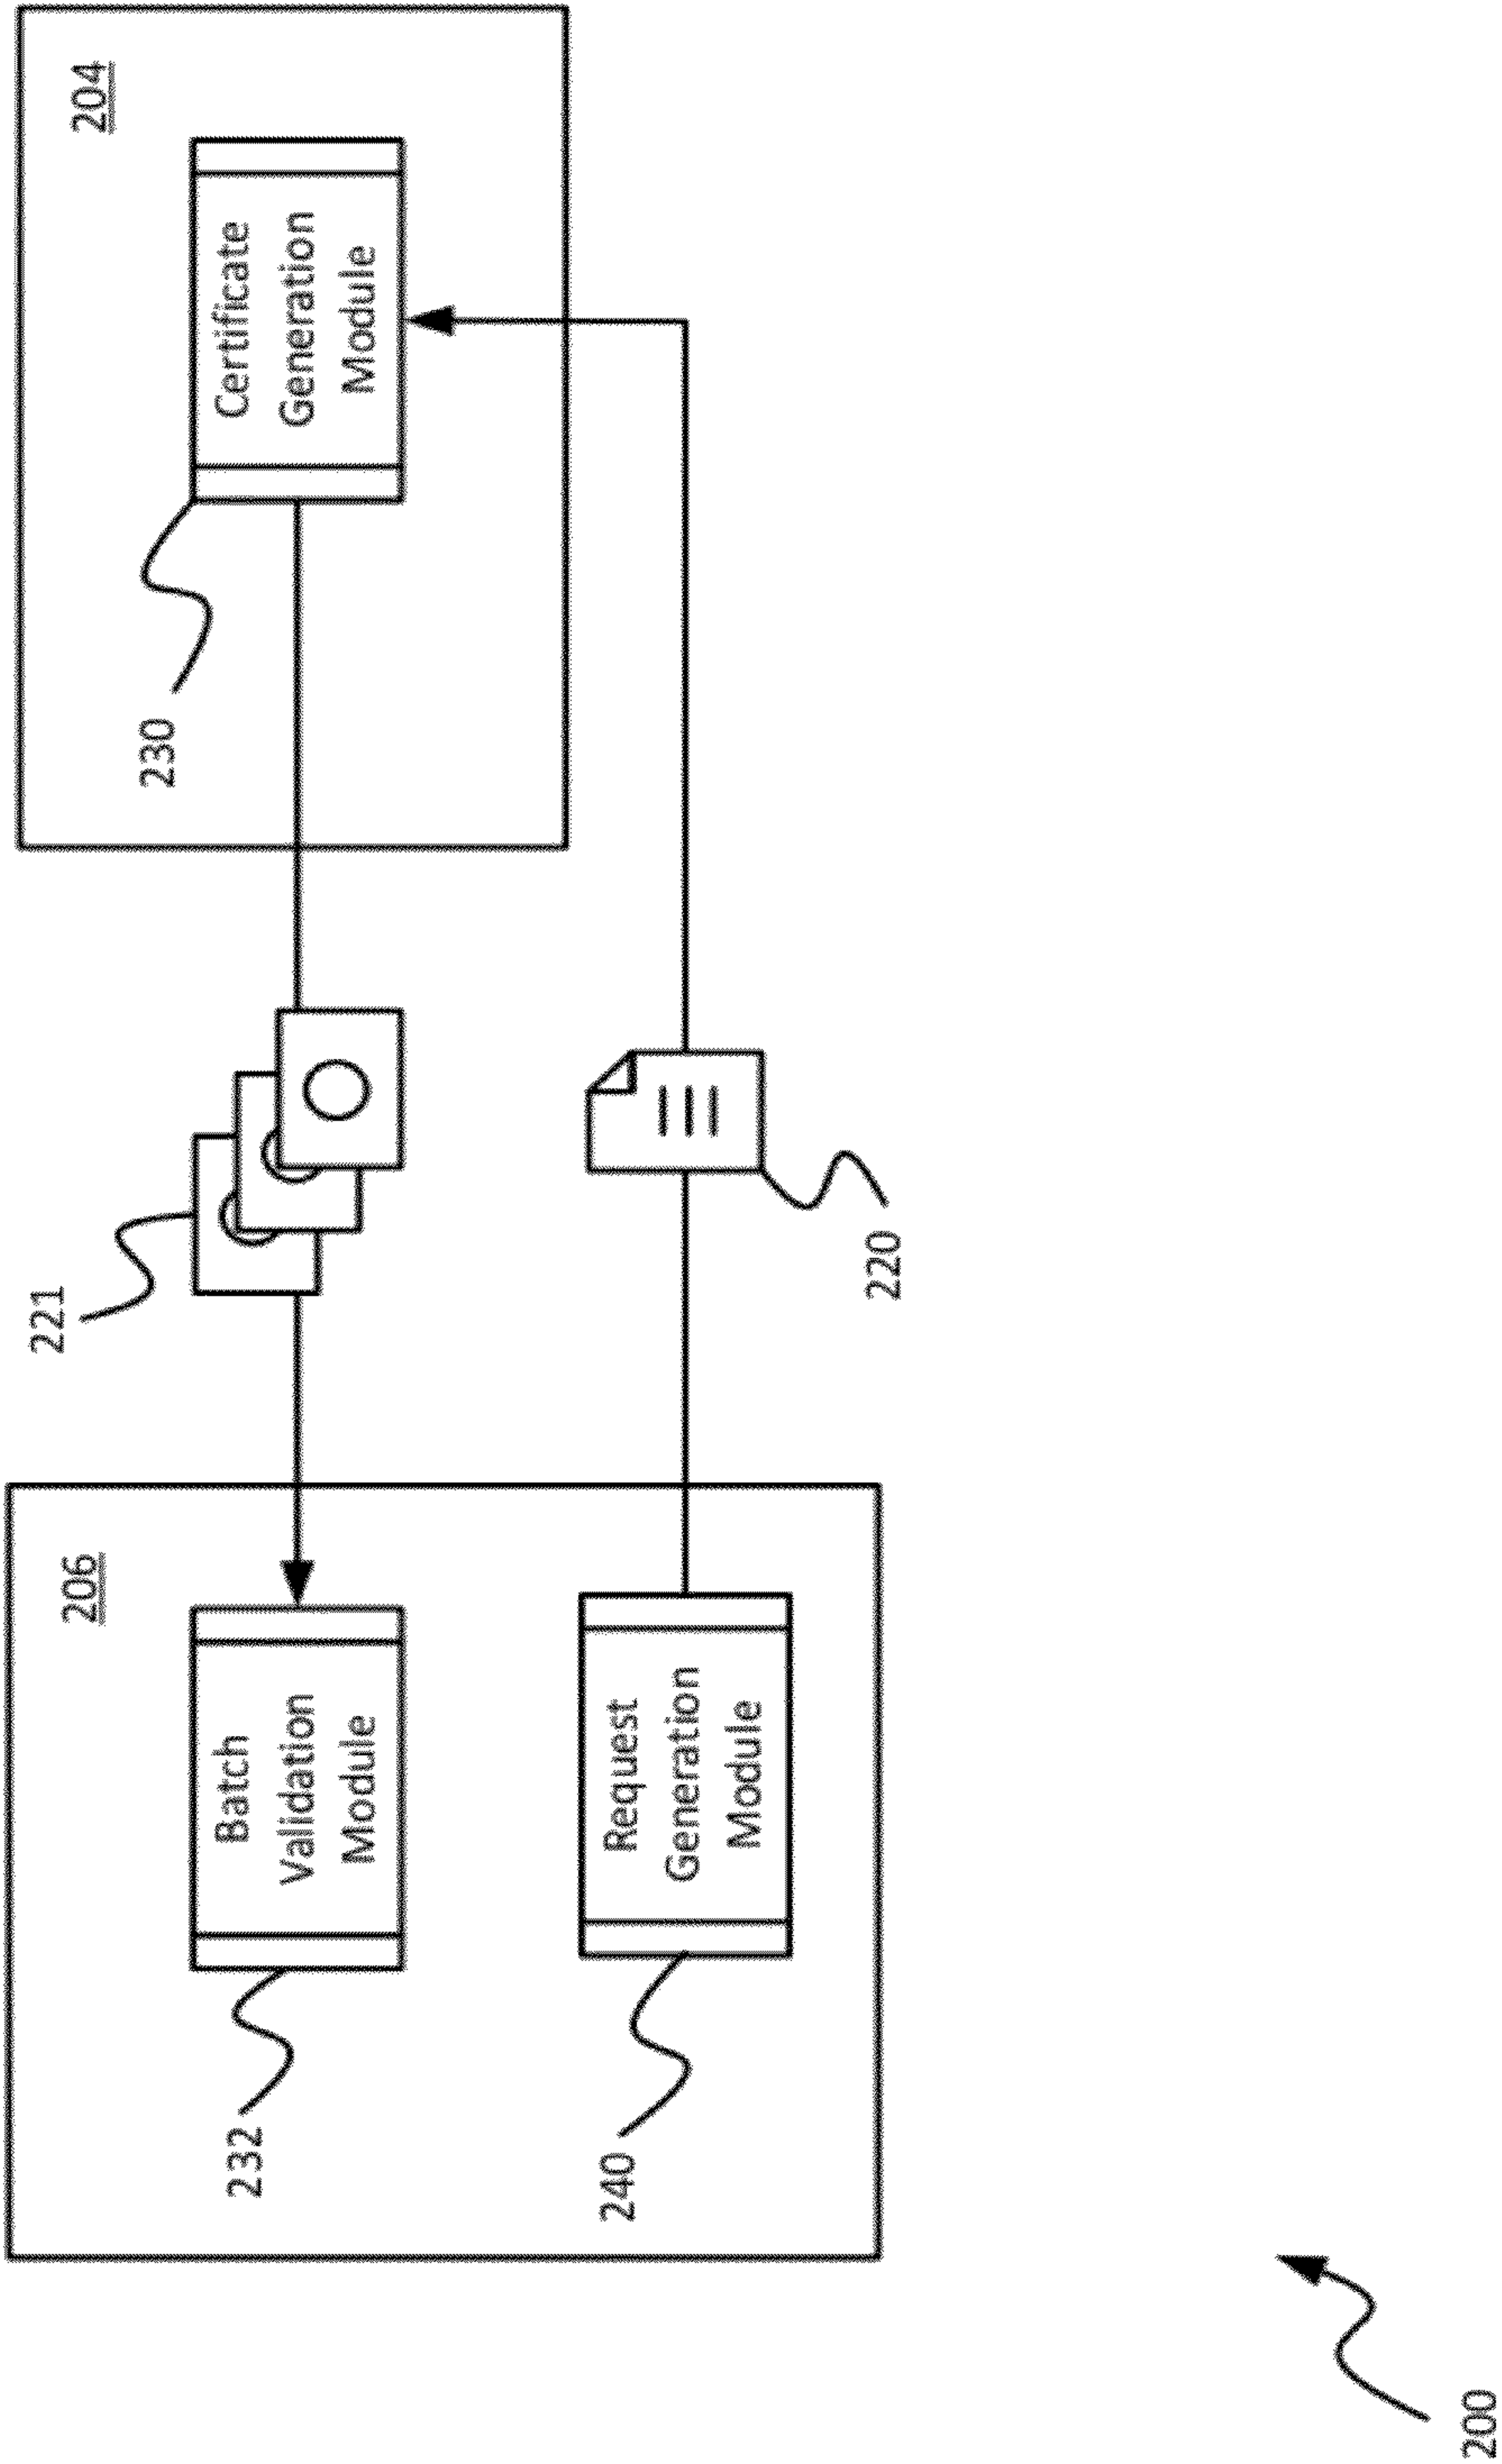 206
Batch
Validation
Module
232
Request
Generation
Module
240
221
220
204
Certificate
Generation
Module
230
200